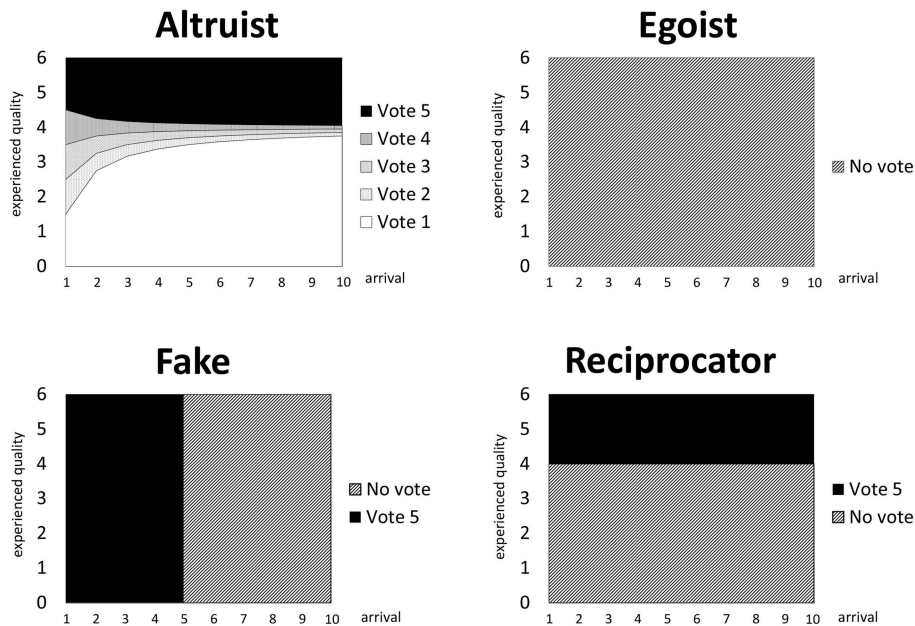 Altruist
6
5
4
3
2
1
0
experienced quality
1 2 3 4 5 6 7 8 9 10 arrival
Vote 5
Vote 4
Vote 3
Vote 2
Vote 1
Egoist
6
5
4
3
2
1
0
experienced quality
1 2 3 4 5 6 7 8 9 10 arrival
No vote
Fake
6
5
4
3
2
1
0
experienced quality
1 2 3 4 5 6 7 8 9 10 arrival
No vote
Vote 5
Reciprocator
6
5
4
3
2
1
0
experienced quality
1 2 3 4 5 6 7 8 9 10 arrival
Vote 5
No vote